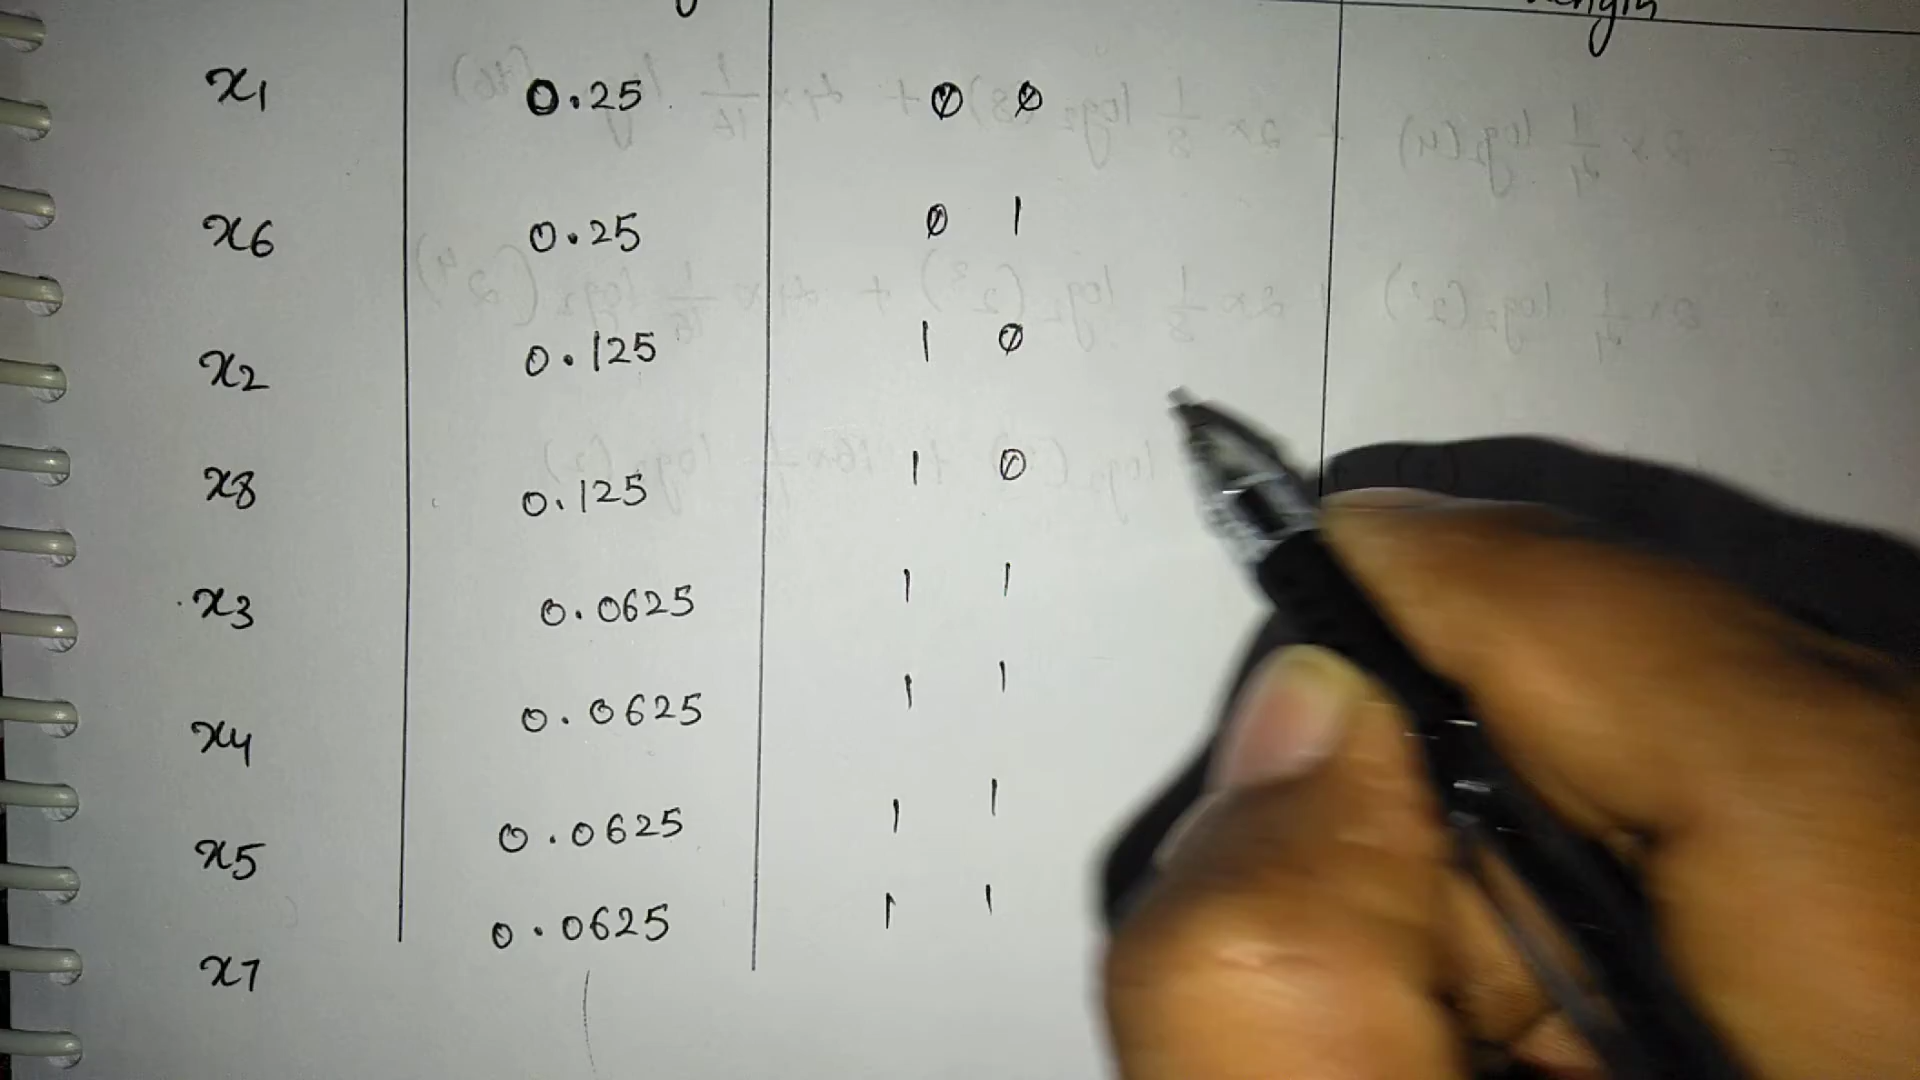 x1 0.25 0 0
x6 0.25 0 1
x2 0.125 1 0
x8 0.125 1 0
x3 0.0625 1 1
x4 0.0625 1 1
x5 0.0625 1 1
x7 0.0625 1 1